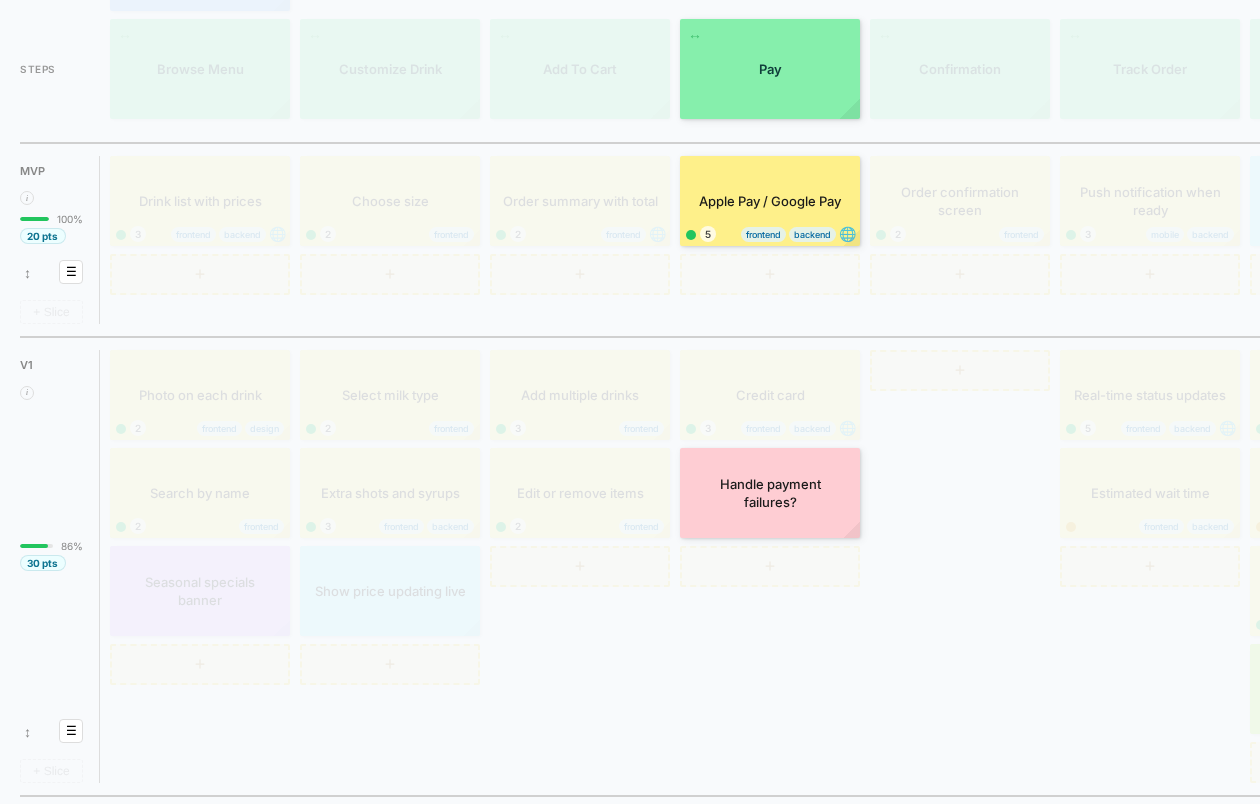 STEPS
Browse Menu
Customize Drink
Add To Cart
Pay
Confirmation
Track Order
MVP
100%
20 pts
+ Slice
Drink list with prices
3 frontend backend
Choose size
2 frontend
Order summary with total
2 frontend
Apple Pay / Google Pay
5 frontend backend
Order confirmation
screen
2 frontend
Push notification when
ready
3 mobile backend
+
+
+
+
+
+
V1
86%
30 pts
+ Slice
Photo on each drink
2 frontend design
Select milk type
2 frontend
Add multiple drinks
3 frontend
Credit card
3 frontend backend
+
Real-time status updates
5 frontend backend
Search by name
2 frontend
Extra shots and syrups
3 frontend backend
Edit or remove items
2 frontend
Handle payment
failures?
Estimated wait time
frontend backend
Seasonal specials
banner
Show price updating live
+
+
+
+
+